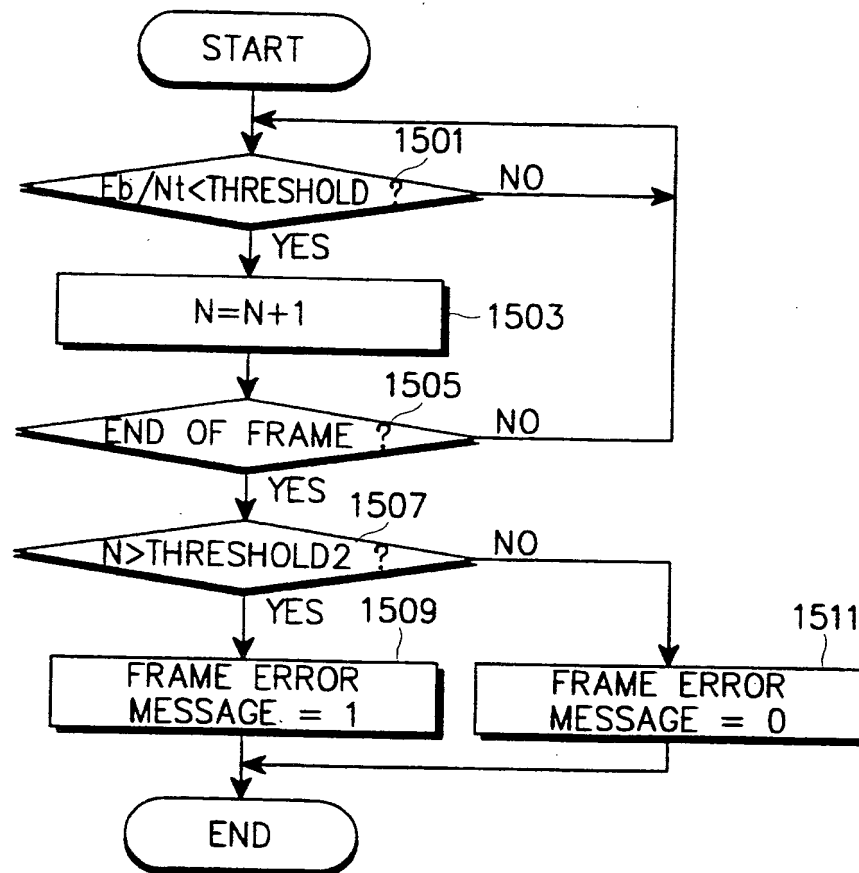 START
1501
Eb/Nt<THRESHOLD ?
NO
YES
N=N+1
1503
1505
END OF FRAME ?
NO
YES
1507
N>THRESHOLD2 ?
NO
YES
1509
1511
FRAME ERROR
MESSAGE = 1
FRAME ERROR
MESSAGE = 0
END